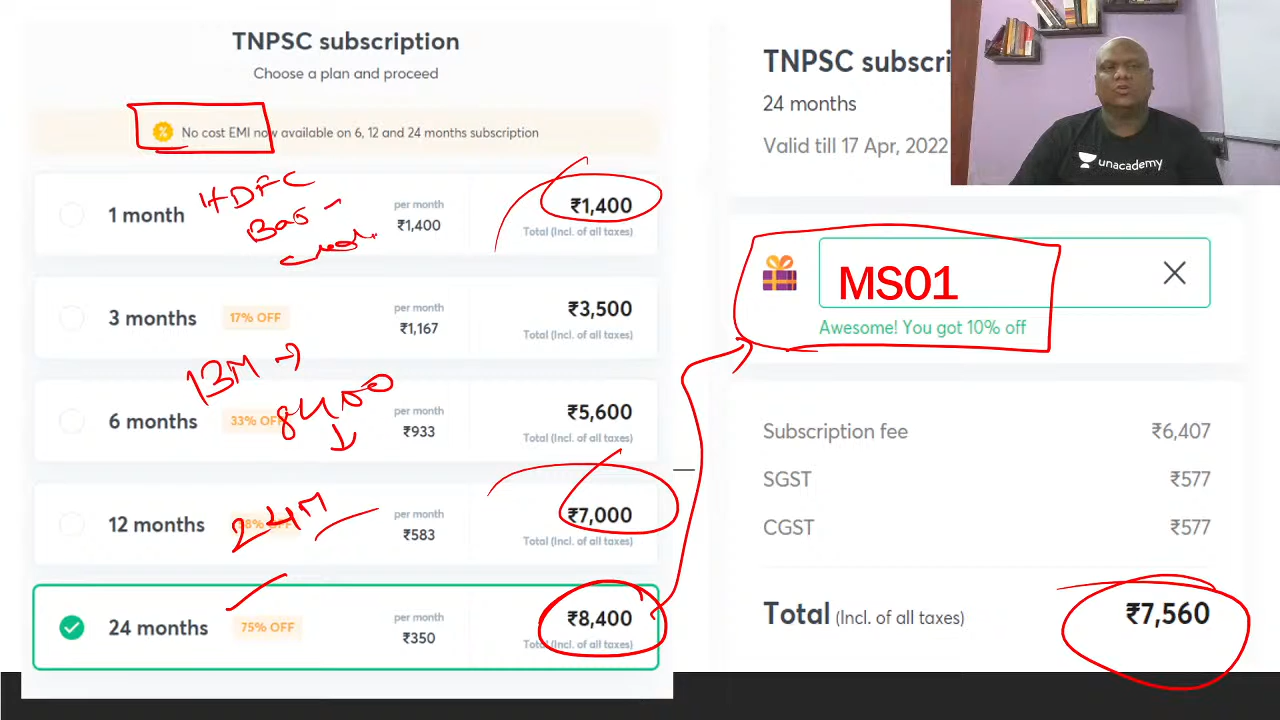 TNPSC subscription
Choose a plan and proceed
No cost EMI now available on 6, 12 and 24 months subscription
1 month
per month
₹1,400
₹1,400
Total (Incl. of all taxes)
HDFC
3 months
17% OFF
per month
₹1,167
₹3,500
Total (Incl. of all taxes)
13M →
8400
6 months
33% OFF
per month
₹933
₹5,600
Total (Incl. of all taxes)
24M
12 months
per month
₹583
₹7,000
Total (Incl. of all taxes)
24 months
75% OFF
per month
₹350
₹8,400
Total (Incl. of all taxes)
TNPSC
24 months
Valid till 17 Apr, 2022
unacademy
MS01
Awesome! You got 10% off
Subscription fee
₹6,407
SGST
₹577
CGST
₹577
Total (Incl. of all taxes)
₹7,560